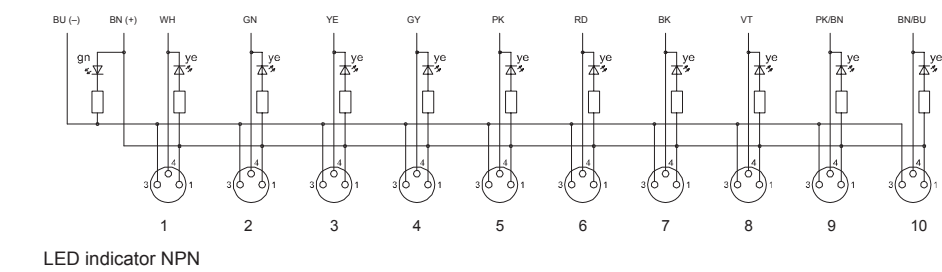 BU (–) BN (+) WH GN YE GY PK RD BK VT PK/BN BN/BU
gn ye ye ye ye ye ye ye ye ye ye
4 4 4 4 4 4 4 4 4 4
3 1 3 1 3 1 3 1 3 1 3 1 3 1 3 1 3 1 3 1
1 2 3 4 5 6 7 8 9 10
LED indicator NPN